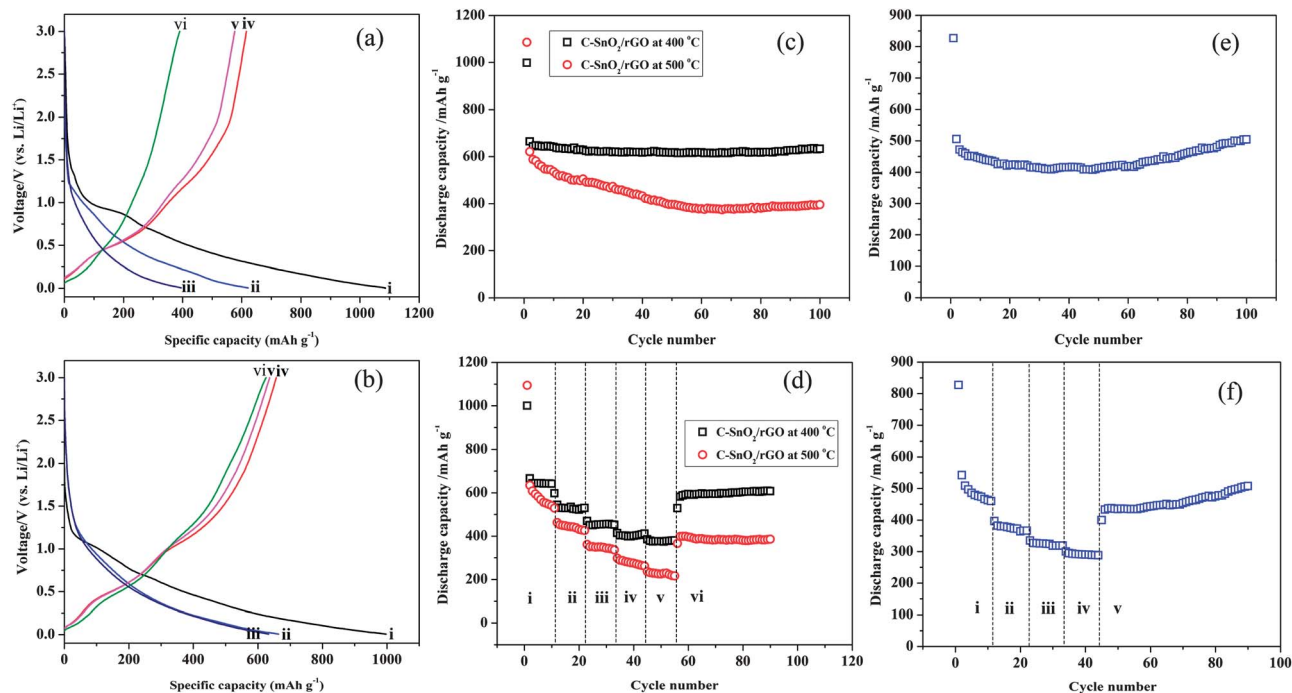 (a)
vi v iv
3.0
2.5
2.0
1.5
1.0
0.5
0.0
Voltage/V (vs. Li/Li⁺)
iii ii i
0 200 400 600 800 1000 1200
Specific capacity (mAh g⁻¹)
(c)
1200
1000
800
600
400
200
0
Discharge capacity /mAh g⁻¹
C-SnO₂/rGO at 400 °C
C-SnO₂/rGO at 500 °C
0 20 40 60 80 100
Cycle number
(e)
900
800
700
600
500
400
300
200
100
0
Discharge capacity /mAh g⁻¹
0 20 40 60 80 100
Cycle number
(b)
vi v iv
3.0
2.5
2.0
1.5
1.0
0.5
0.0
Voltage/V (vs. Li/Li⁺)
iii ii i
0 200 400 600 800 1000
Specific capacity (mAh g⁻¹)
(d)
1200
1000
800
600
400
200
0
Discharge capacity /mAh g⁻¹
C-SnO₂/rGO at 400 °C
C-SnO₂/rGO at 500 °C
i ii iii iv v vi
0 20 40 60 80 100 120
Cycle number
(f)
900
800
700
600
500
400
300
200
100
0
Discharge capacity /mAh g⁻¹
i ii iii iv v
0 20 40 60 80 100
Cycle number